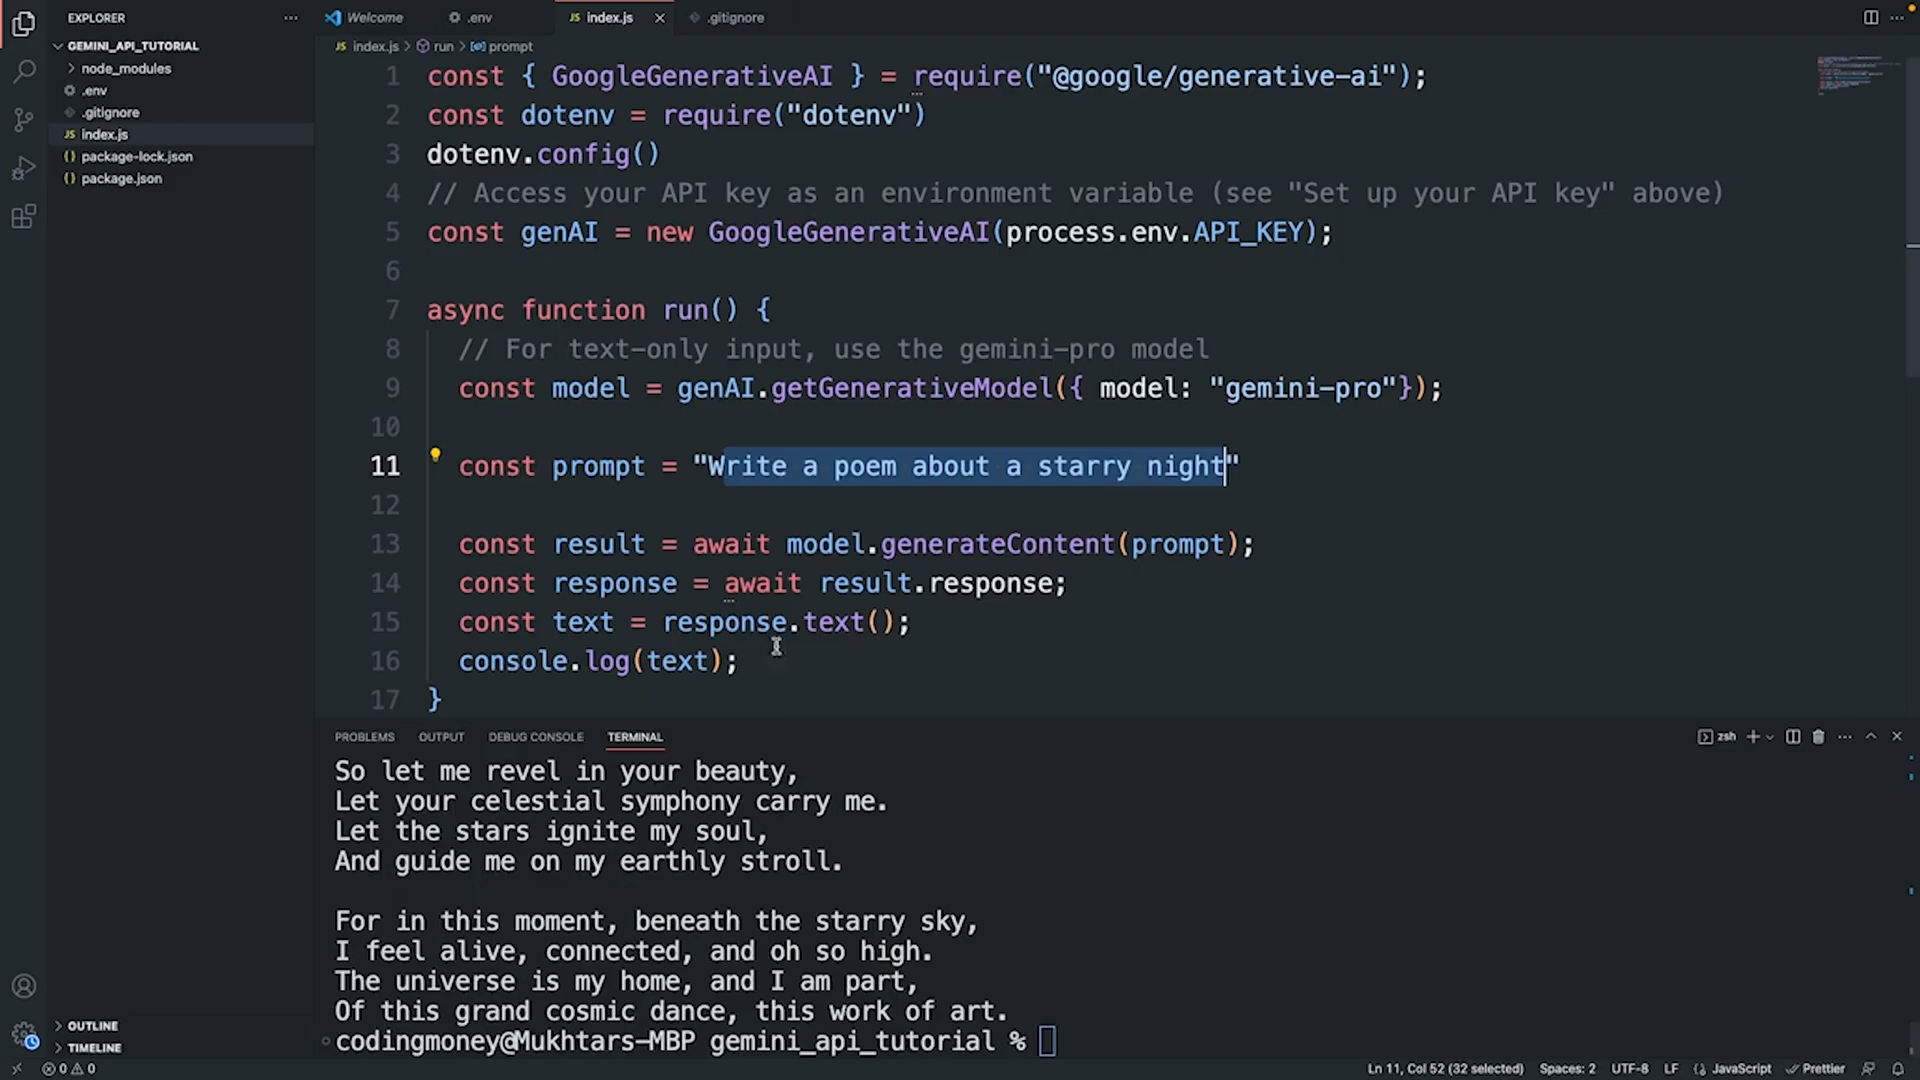 EXPLORER
Welcome
.env
JS index.js
.gitignore
GEMINI_API_TUTORIAL
node_modules
.env
.gitignore
JS index.js
{} package-lock.json
{} package.json
JS index.js > run > prompt
1 const { GoogleGenerativeAI } = require("@google/generative-ai");
2 const dotenv = require("dotenv")
3 dotenv.config()
4 // Access your API key as an environment variable (see "Set up your API key" above)
5 const genAI = new GoogleGenerativeAI(process.env.API_KEY);
6
7 async function run() {
8 // For text-only input, use the gemini-pro model
9 const model = genAI.getGenerativeModel({ model: "gemini-pro"});
10
11 const prompt = "Write a poem about a starry night"
12
13 const result = await model.generateContent(prompt);
14 const response = await result.response;
15 const text = response.text();
16 console.log(text);
17 }
PROBLEMS OUTPUT DEBUG CONSOLE TERMINAL
zsh
So let me revel in your beauty,
Let your celestial symphony carry me.
Let the stars ignite my soul,
And guide me on my earthly stroll.
For in this moment, beneath the starry sky,
I feel alive, connected, and oh so high.
The universe is my home, and I am part,
Of this grand cosmic dance, this work of art.
codingmoney@Mukhtars-MBP gemini_api_tutorial %
OUTLINE
TIMELINE
0 0
Ln 11, Col 52 (32 selected) Spaces: 2 UTF-8 LF {} JavaScript Prettier